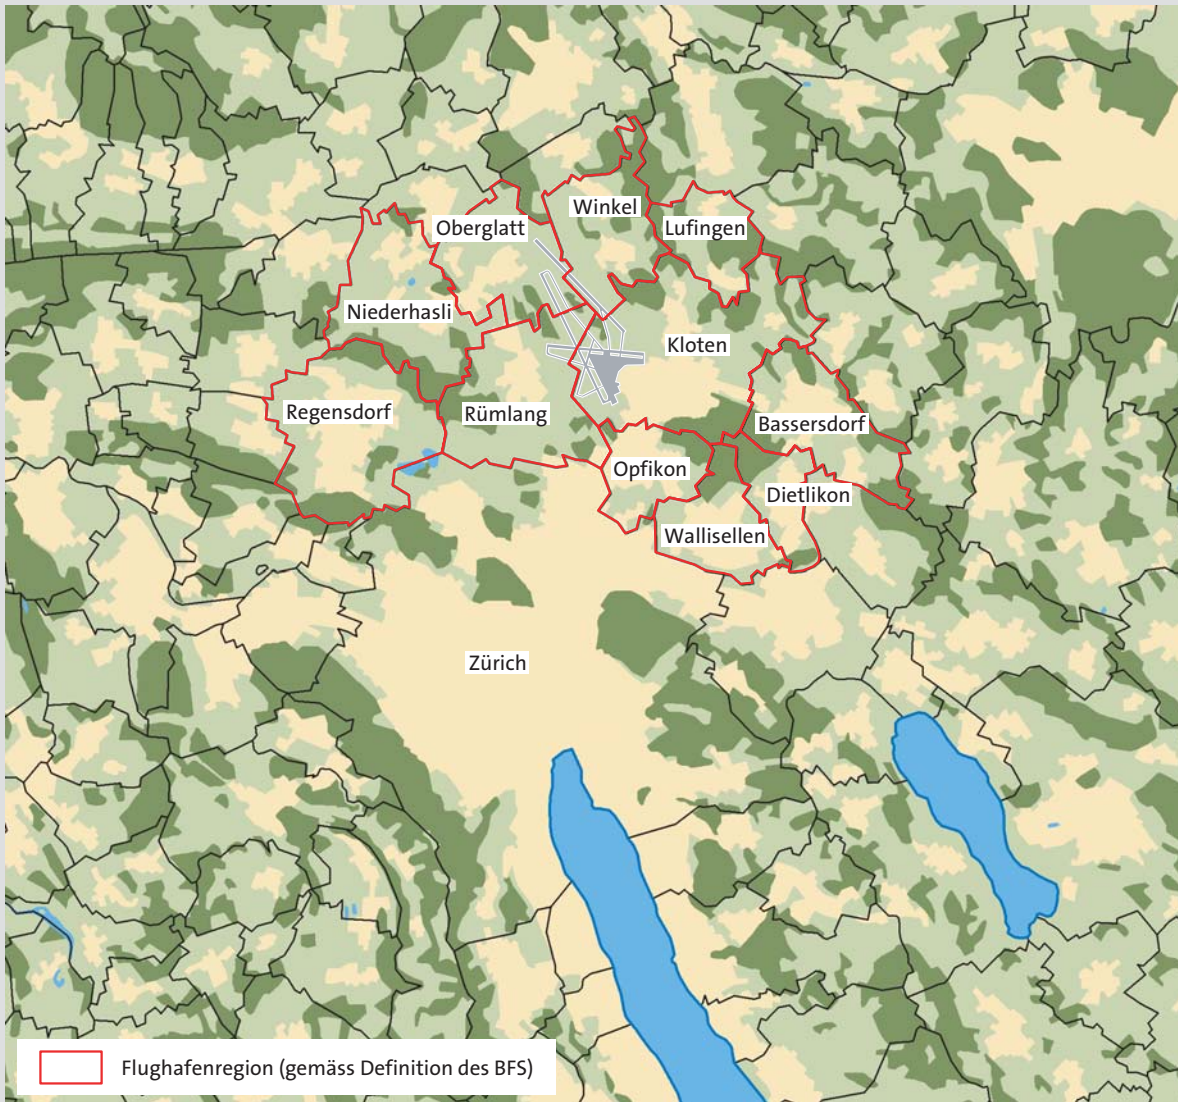 Winkel
Oberglatt
Lufingen
Niederhasli
Kloten
Regensdorf
Rümlang
Bassersdorf
Opfikon
Dietlikon
Wallisellen
Zürich
Flughafenregion (gemäss Definition des BFS)